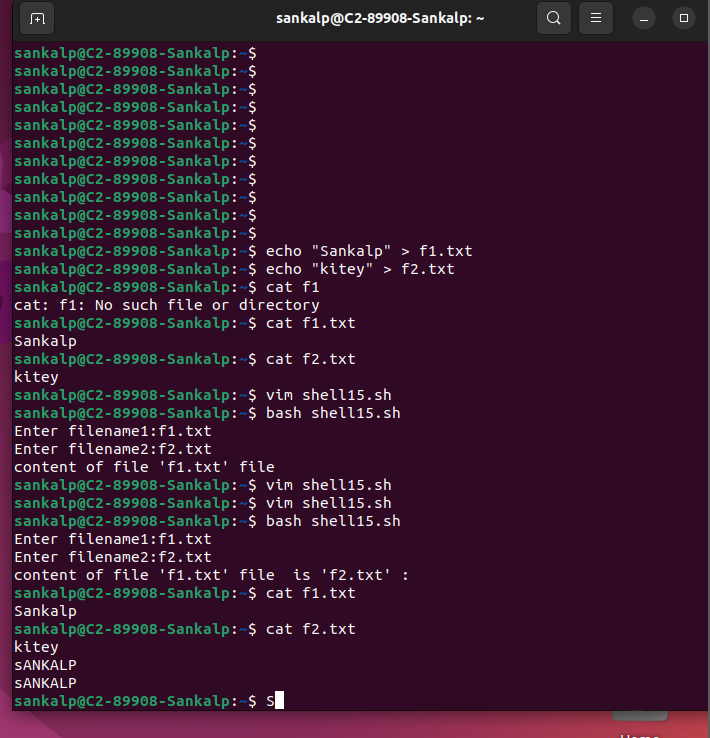 sankalp@C2-89908-Sankalp: ~
sankalp@C2-89908-Sankalp:~$
sankalp@C2-89908-Sankalp:~$
sankalp@C2-89908-Sankalp:~$
sankalp@C2-89908-Sankalp:~$
sankalp@C2-89908-Sankalp:~$
sankalp@C2-89908-Sankalp:~$
sankalp@C2-89908-Sankalp:~$
sankalp@C2-89908-Sankalp:~$
sankalp@C2-89908-Sankalp:~$
sankalp@C2-89908-Sankalp:~$
sankalp@C2-89908-Sankalp:~$
sankalp@C2-89908-Sankalp:~$ echo "Sankalp" > f1.txt
sankalp@C2-89908-Sankalp:~$ echo "kitey" > f2.txt
sankalp@C2-89908-Sankalp:~$ cat f1
cat: f1: No such file or directory
sankalp@C2-89908-Sankalp:~$ cat f1.txt
Sankalp
sankalp@C2-89908-Sankalp:~$ cat f2.txt
kitey
sankalp@C2-89908-Sankalp:~$ vim shell15.sh
sankalp@C2-89908-Sankalp:~$ bash shell15.sh
Enter filename1:f1.txt
Enter filename2:f2.txt
content of file 'f1.txt' file
sankalp@C2-89908-Sankalp:~$ vim shell15.sh
sankalp@C2-89908-Sankalp:~$ vim shell15.sh
sankalp@C2-89908-Sankalp:~$ bash shell15.sh
Enter filename1:f1.txt
Enter filename2:f2.txt
content of file 'f1.txt' file  is 'f2.txt' :
sankalp@C2-89908-Sankalp:~$ cat f1.txt
Sankalp
sankalp@C2-89908-Sankalp:~$ cat f2.txt
kitey
sANKALP
sANKALP
sankalp@C2-89908-Sankalp:~$ S